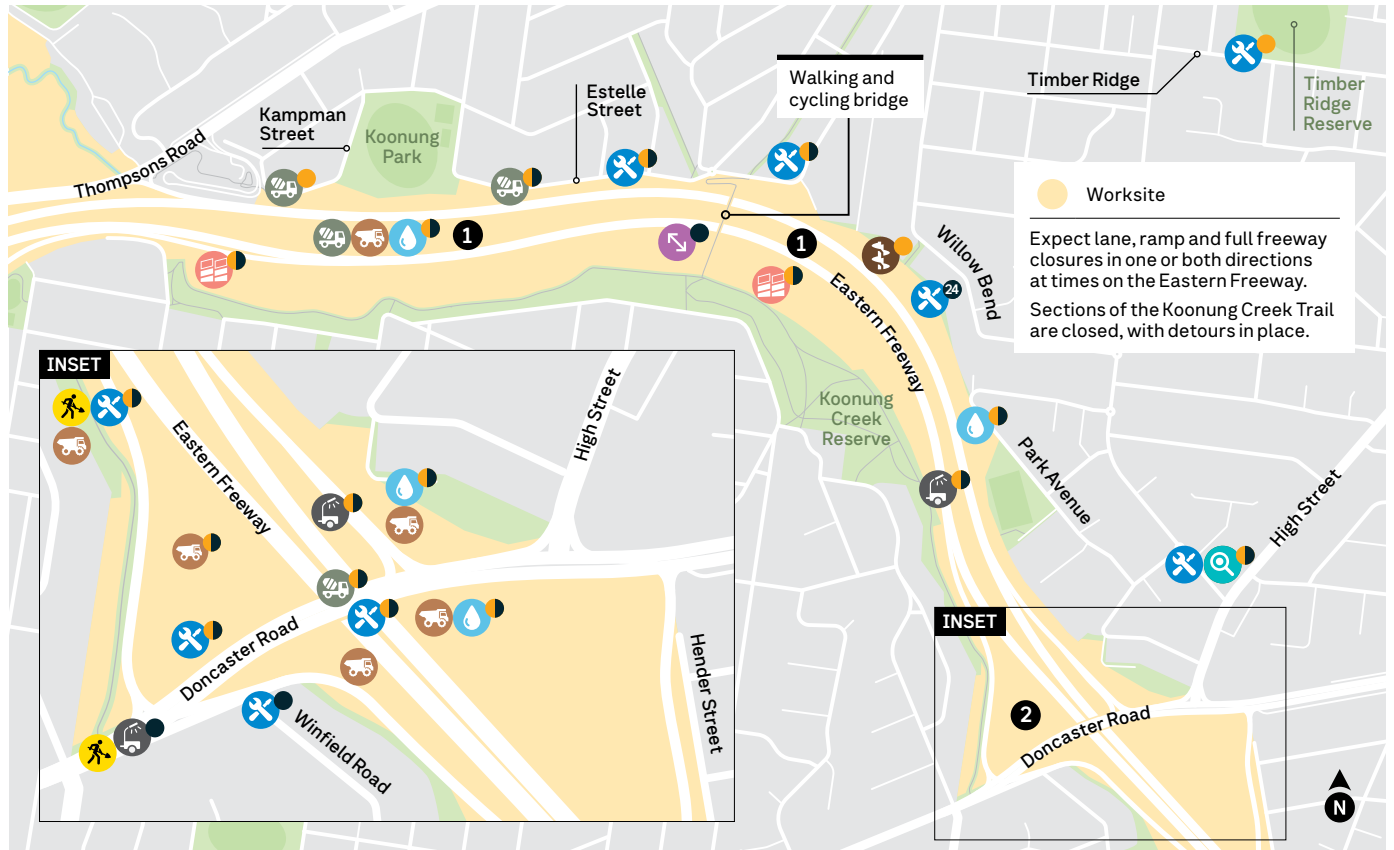 Thompsons Road
Kampman
Street
Koonung
Park
Estelle
Street
Walking and
cycling bridge
Timber Ridge
Timber
Ridge
Reserve
Worksite
Expect lane, ramp and full freeway
closures in one or both directions
at times on the Eastern Freeway.
Sections of the Koonung Creek Trail
are closed, with detours in place.
1
1
Willow Bend
24
Eastern Freeway
Koonung
Creek
Reserve
Park Avenue
High Street
INSET
2
Doncaster Road
N
INSET
Eastern Freeway
High Street
Doncaster Road
Winfield Road
Hender Street